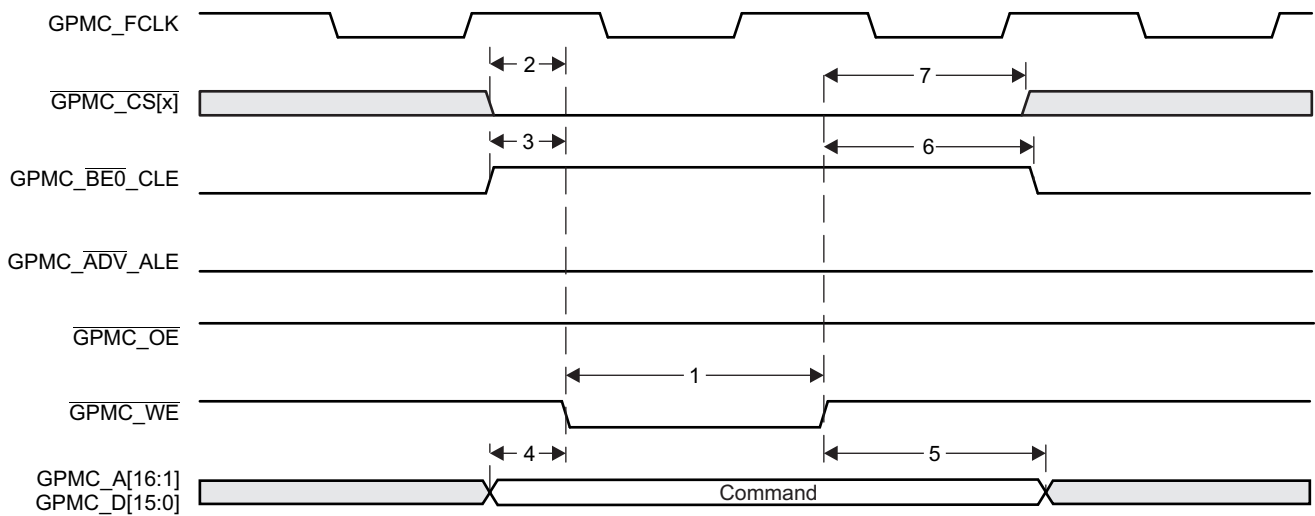 GPMC_FCLK
2
7
GPMC_CS[x]
3
6
GPMC_BE0_CLE
GPMC_ADV_ALE
GPMC_OE
1
GPMC_WE
4
5
GPMC_A[16:1]
GPMC_D[15:0]
Command